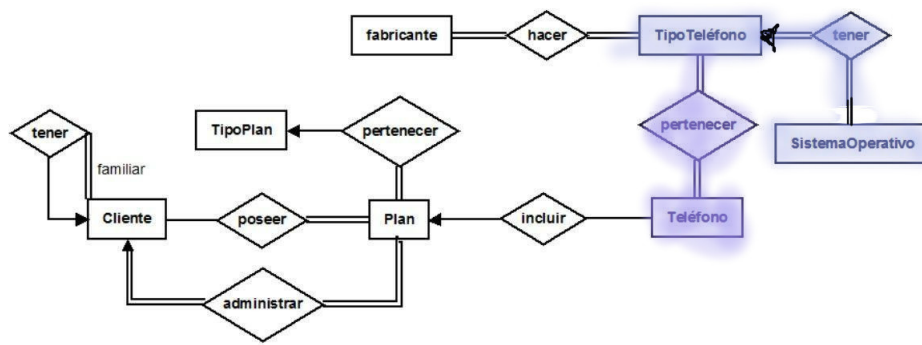 fabricante
hacer
TipoTeléfono
tener
tener
TipoPlan
pertenecer
pertenecer
SistemaOperativo
familiar
Cliente
poseer
Plan
incluir
Teléfono
administrar